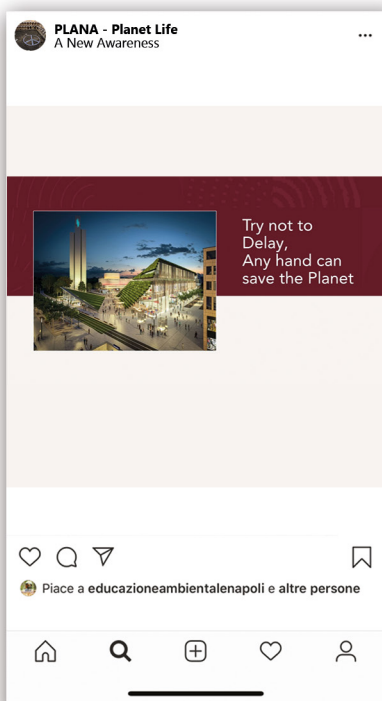 PLANA - Planet Life
A New Awareness
Try not to
Delay,
Any hand can
save the Planet
Piace a educazioneambientalenapoli e altre persone